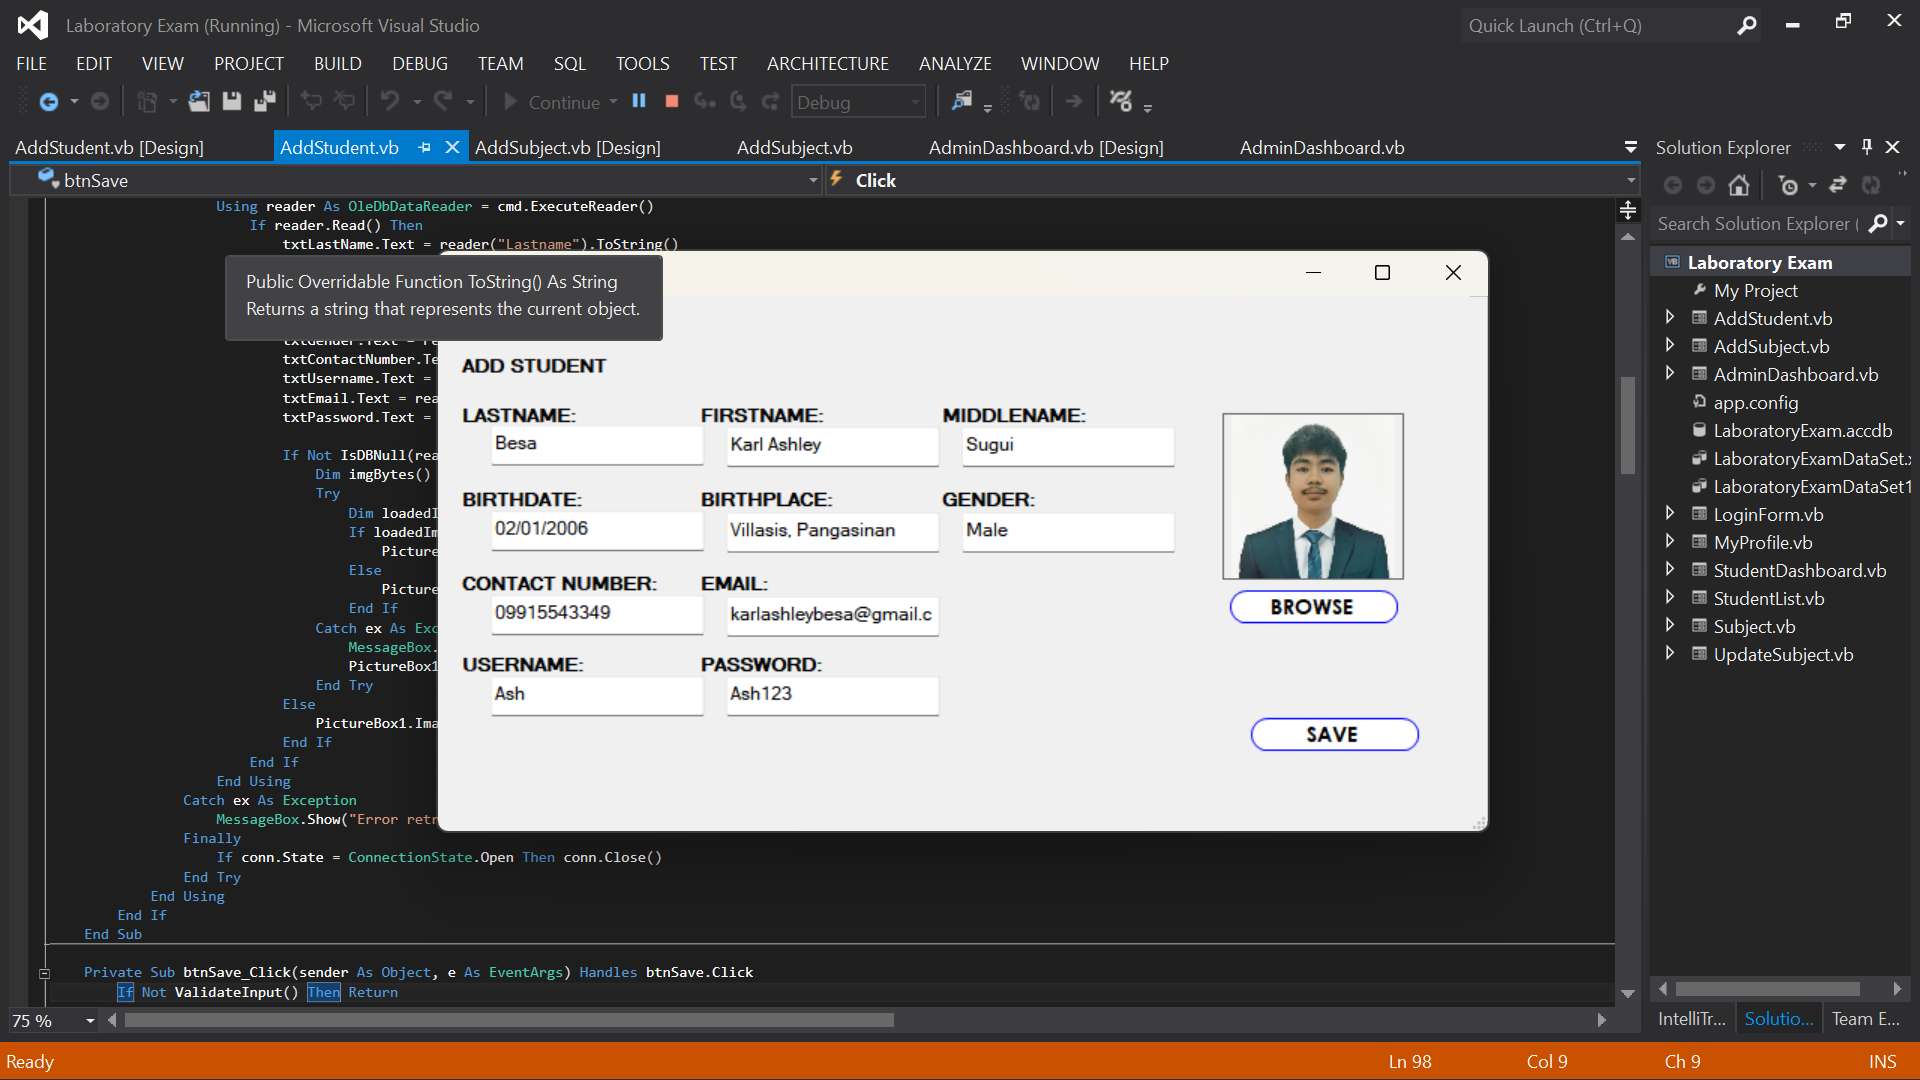 Laboratory Exam (Running) - Microsoft Visual Studio
Quick Launch (Ctrl+Q)
FILE EDIT VIEW PROJECT BUILD DEBUG TEAM SQL TOOLS TEST ARCHITECTURE ANALYZE WINDOW HELP
Continue Debug
AddStudent.vb [Design] AddStudent.vb AddSubject.vb [Design] AddSubject.vb AdminDashboard.vb [Design] AdminDashboard.vb
btnSave Click
Using reader As OleDbDataReader = cmd.ExecuteReader()
If reader.Read() Then
txtLastName.Text = reader("Lastname").ToString()
Public Overridable Function ToString() As String
Returns a string that represents the current object.
txtGender.Text = re
txtContactNumber.Te
txtUsername.Text =
txtEmail.Text = rea
txtPassword.Text =
If Not IsDBNull(rea
Dim imgBytes()
Try
Dim loadedI
If loadedIm
Picture
Else
Picture
End If
Catch ex As Exc
MessageBox.
PictureBox1
End Try
Else
PictureBox1.Ima
End If
End If
End Using
Catch ex As Exception
MessageBox.Show("Error retr
Finally
If conn.State = ConnectionState.Open Then conn.Close()
End Try
End Using
End If
End Sub
Private Sub btnSave_Click(sender As Object, e As EventArgs) Handles btnSave.Click
If Not ValidateInput() Then Return
75 %
ADD STUDENT
LASTNAME: FIRSTNAME: MIDDLENAME:
Besa Karl Ashley Sugui
BIRTHDATE: BIRTHPLACE: GENDER:
02/01/2006 Villasis, Pangasinan Male
CONTACT NUMBER: EMAIL:
09915543349 karlashleybesa@gmail.c
BROWSE
USERNAME: PASSWORD:
Ash Ash123
SAVE
Solution Explorer
Search Solution Explorer (
Laboratory Exam
My Project
AddStudent.vb
AddSubject.vb
AdminDashboard.vb
app.config
LaboratoryExam.accdb
LaboratoryExamDataSet.x
LaboratoryExamDataSet1
LoginForm.vb
MyProfile.vb
StudentDashboard.vb
StudentList.vb
Subject.vb
UpdateSubject.vb
IntelliTr... Solutio... Team E...
Ready Ln 98 Col 9 Ch 9 INS